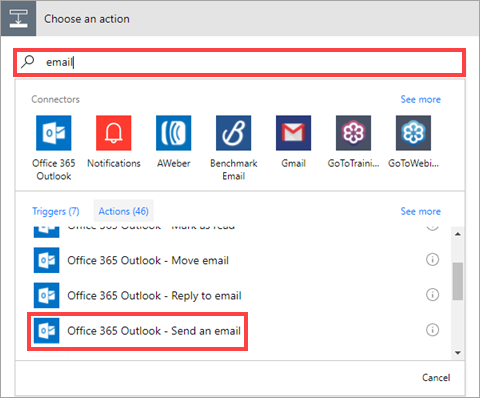 Choose an action
email
Connectors
See more
Office 365 Outlook
Notifications
AWeber
Benchmark Email
Gmail
GoToTraini...
GoToWebi...
Triggers (7)
Actions (46)
See more
Office 365 Outlook - Mark as read
Office 365 Outlook - Move email
Office 365 Outlook - Reply to email
Office 365 Outlook - Send an email
Cancel